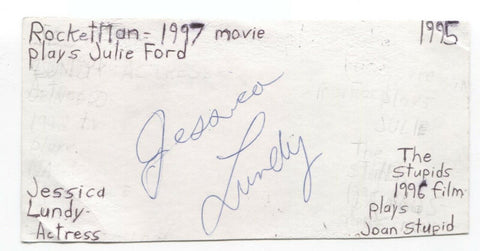 RocketMan - 1997 movie
plays Julie Ford
1995
Jessica
Lundy
Jessica
Lundy-
Actress
The
Stupids
1996 film
plays
Joan Stupid